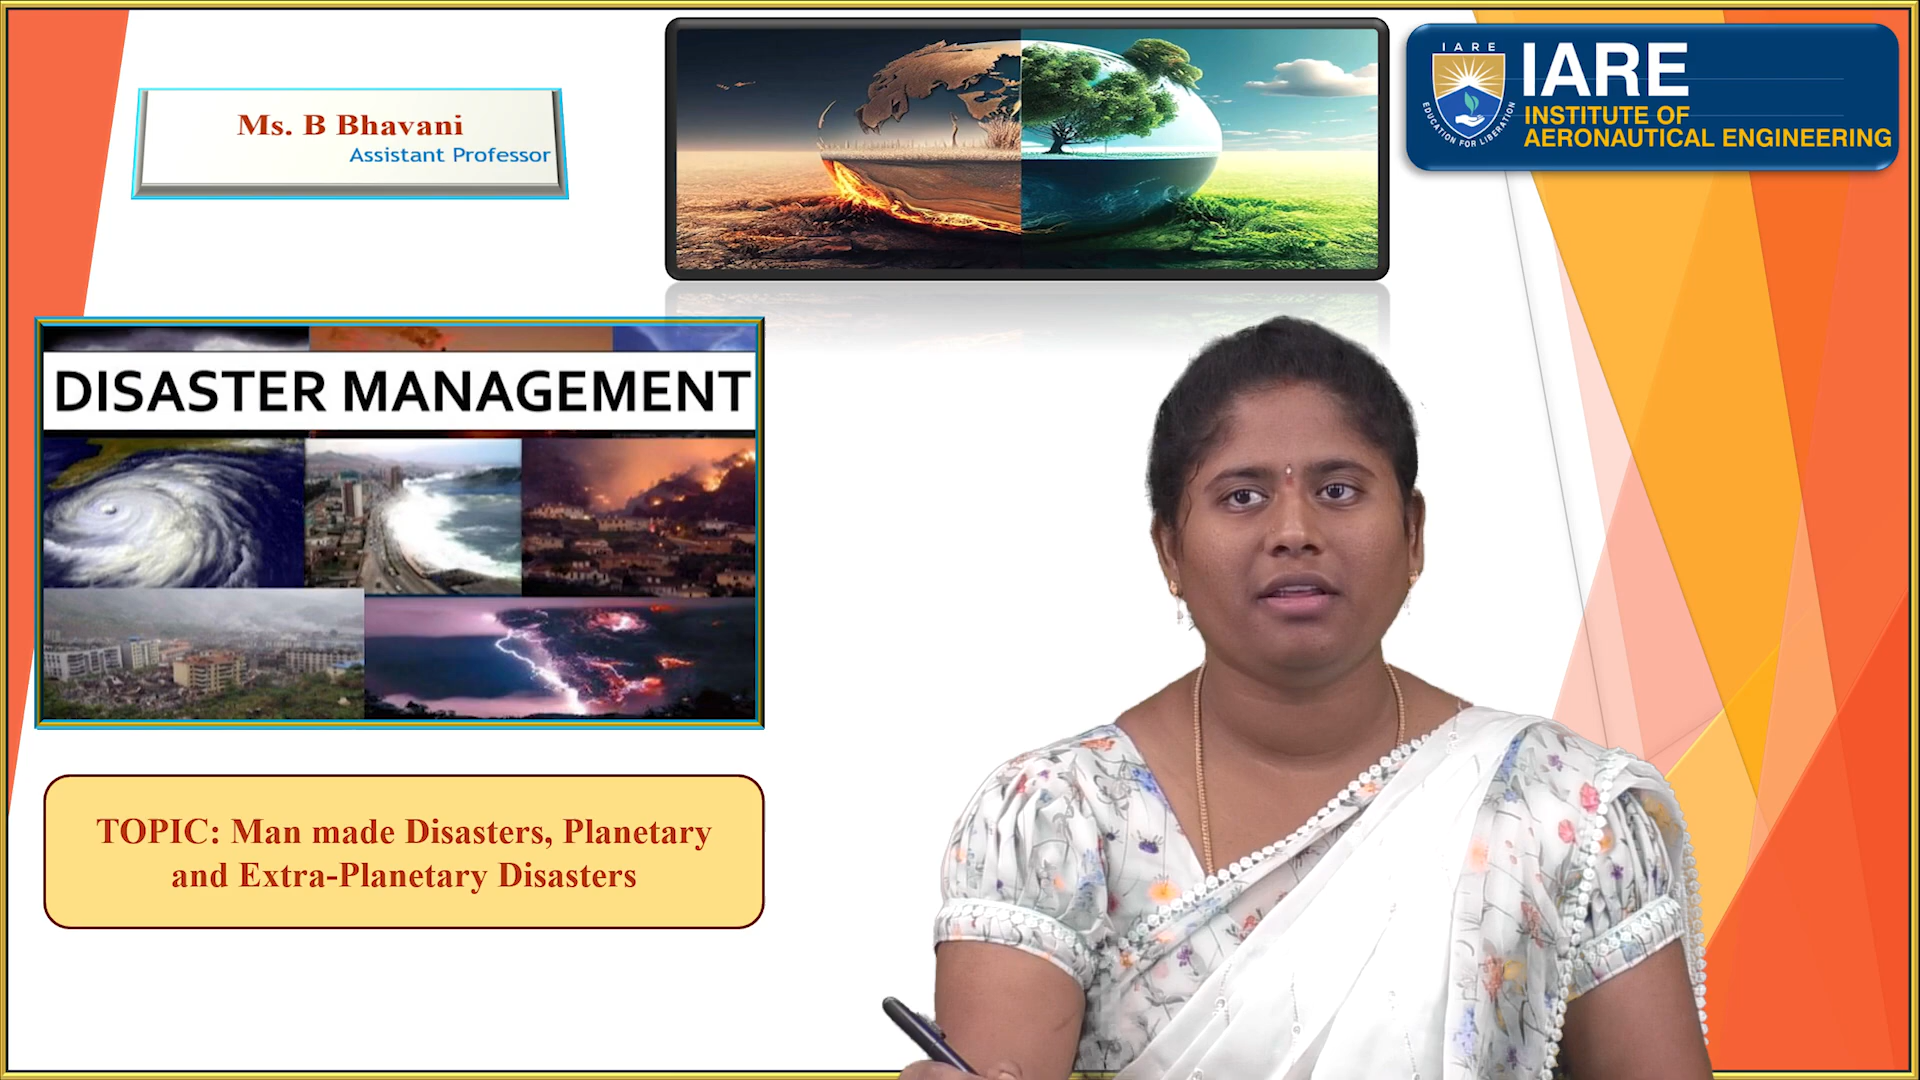 Ms. B Bhavani
Assistant Professor
IARE
EDUCATION FOR LIBERATION
IARE
INSTITUTE OF
AERONAUTICAL ENGINEERING
DISASTER MANAGEMENT
TOPIC: Man made Disasters, Planetary
and Extra-Planetary Disasters